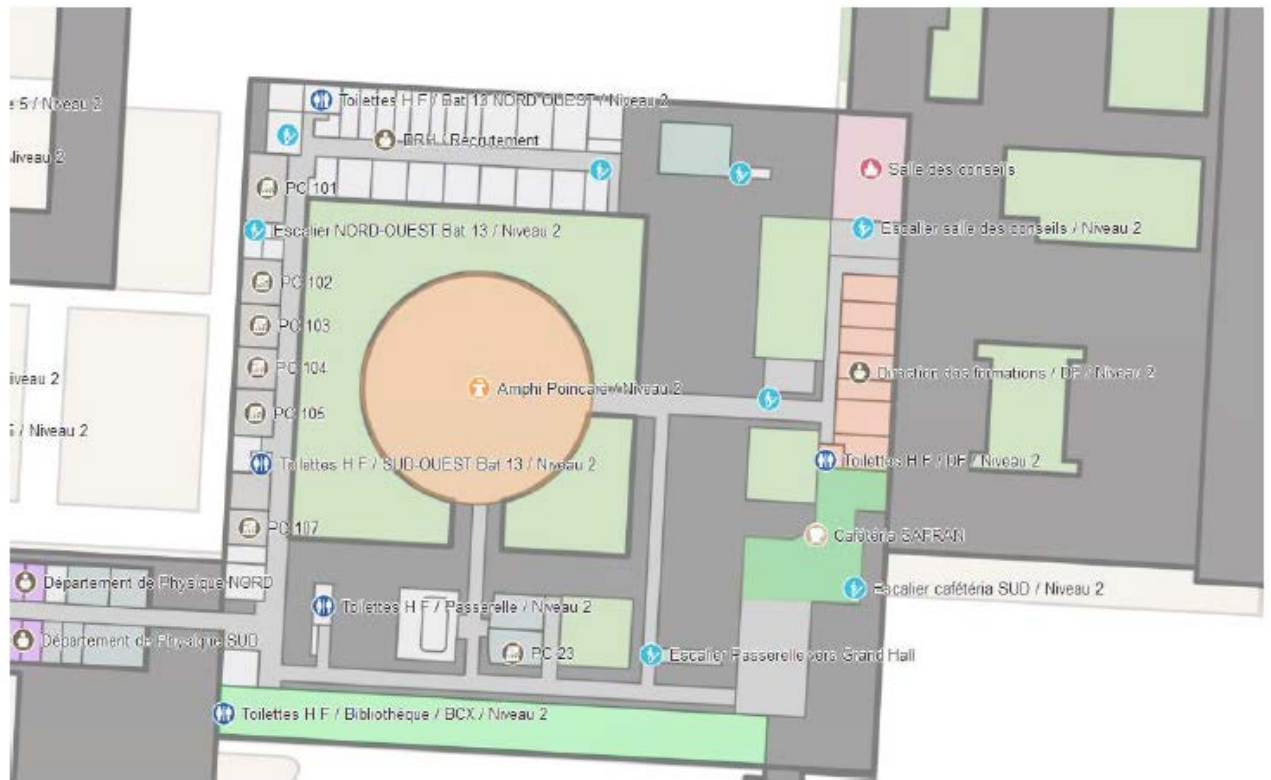 e 5 / Niveau 2
Toilettes H F / Bat 13 NORD-OUEST / Niveau 2
DRH / Recrutement
Niveau 2
Salle des conseils
PC 101
Escalier NORD-OUEST Bat 13 / Niveau 2
Escalier salle des conseils / Niveau 2
PC 102
PC 103
PC 104
Direction des formations / DF / Niveau 2
iveau 2
Amphi Poincaré / Niveau 2
PC 105
/ Niveau 2
Toilettes H F / SUD-OUEST Bat 13 / Niveau 2
Toilettes H F / DF / Niveau 2
PC 107
Cafétéria SAFRAN
Département de Physique NORD
Escalier cafétéria SUD / Niveau 2
Toilettes H F / Passerelle / Niveau 2
Département de Physique SUD
PC 23
Escalier Passerelle vers Grand Hall
Toilettes H F / Bibliothèque / BCX / Niveau 2